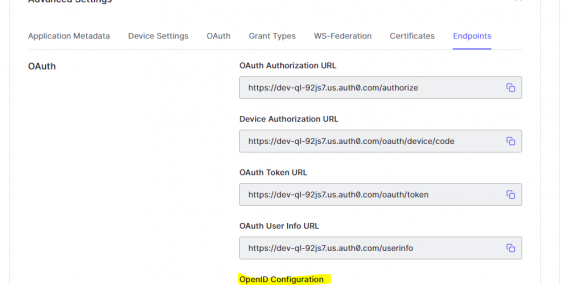 Advanced Settings
Application Metadata Device Settings OAuth Grant Types WS-Federation Certificates Endpoints
OAuth
OAuth Authorization URL
https://dev-ql-92js7.us.auth0.com/authorize
Device Authorization URL
https://dev-ql-92js7.us.auth0.com/oauth/device/code
OAuth Token URL
https://dev-ql-92js7.us.auth0.com/oauth/token
OAuth User Info URL
https://dev-ql-92js7.us.auth0.com/userinfo
OpenID Configuration